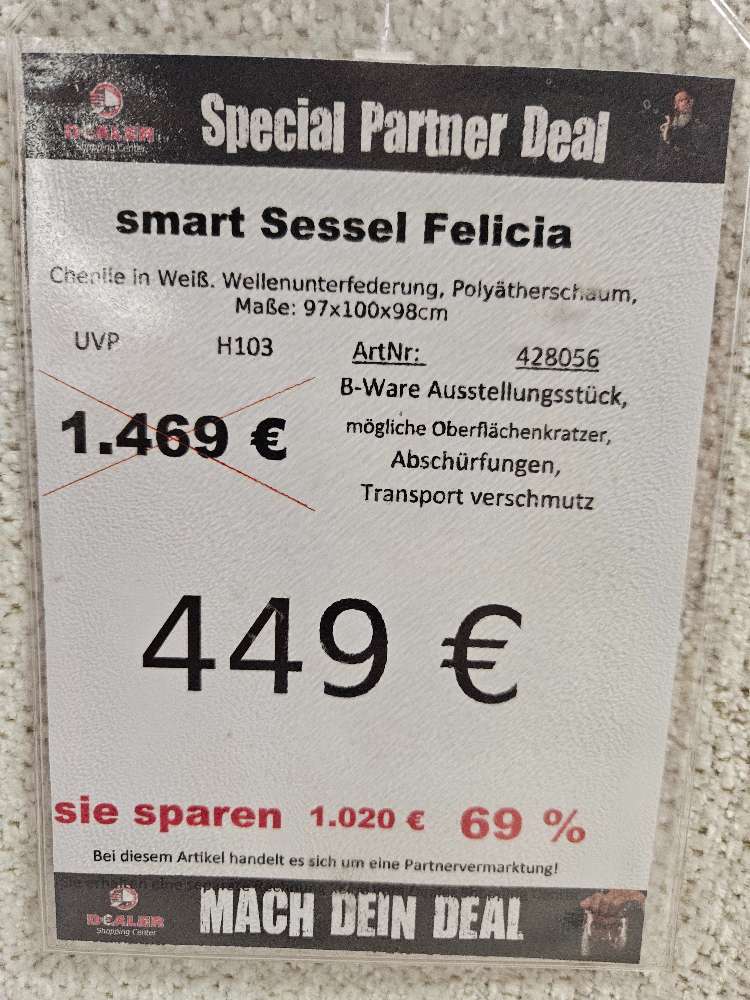 DEALER
Shopping Center
Special Partner Deal
smart Sessel Felicia
Chenile in Weiß. Wellenunterfederung, Polyätherschaum,
Maße: 97x100x98cm
UVP H103 ArtNr: 428056
1.469 €
B-Ware Ausstellungsstück,
mögliche Oberflächenkratzer,
Abschürfungen,
Transport verschmutz
449 €
sie sparen 1.020 € 69 %
Bei diesem Artikel handelt es sich um eine Partnervermarktung!
D€ALER
Shopping Center
MACH DEIN DEAL